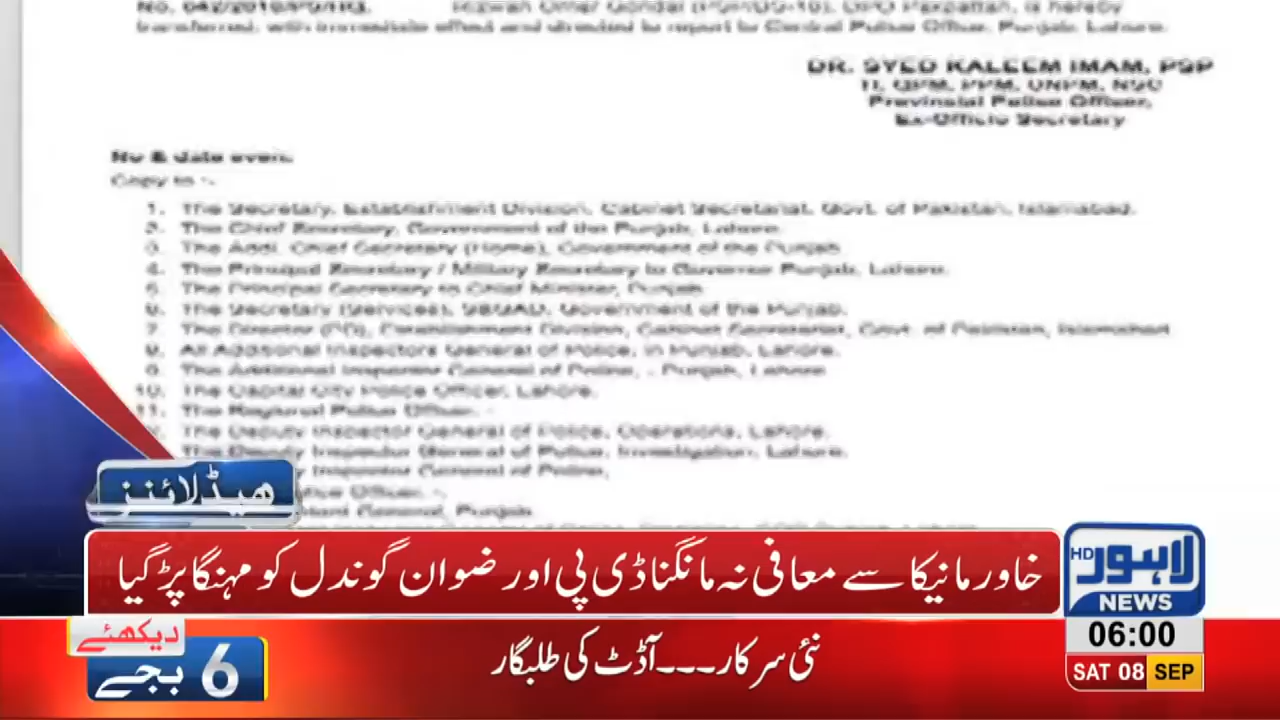 Rizwan Omer Gondal (PSP/BS-18), DPO Pakpattan, is hereby
transferred, with immediate effect and directed to report to Central Police Office, Punjab, Lahore.
DR. SYED KALEEM IMAM, PSP
TI, QPM, PPM, UNPM, NSC
Provincial Police Officer,
Ex-Officio Secretary
No & date even.
Copy to :-
1. The Secretary, Establishment Division, Cabinet Secretariat, Govt. of Pakistan, Islamabad.
2. The Chief Secretary, Government of the Punjab, Lahore.
3. The Addl. Chief Secretary (Home), Government of the Punjab
4. The Principal Secretary / Military Secretary to Governor Punjab, Lahore.
5. The Principal Secretary to Chief Minister, Punjab
6. The Secretary (Services), S&GAD, Government of the Punjab.
7. The Director (PD), Establishment Division, Cabinet Secretariat, Govt. of Pakistan, Islamabad
8. All Additional Inspectors General of Police, in Punjab, Lahore.
9. The Additional Inspector General of Police, - Punjab, Lahore
10. The Capital City Police Officer, Lahore.
11. The Regional Police Officer, -
The Deputy Inspector General of Police, Operations, Lahore.
The Deputy Inspector General of Police, Investigation, Lahore.
Inspector General of Police,
Officer, -
General, Punjab
ہیڈلائنز
خاور مانیکا سے معافی نہ مانگنا ڈی پی او رضوان گوندل کو مہنگا پڑ گیا
HD لاہور
NEWS
06:00
SAT 08 SEP
دیکھئے
6 بجے
نئی سرکار۔۔۔آڈٹ کی طلبگار